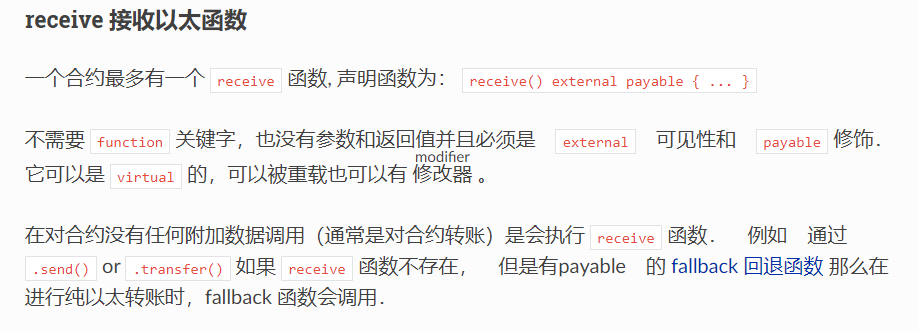 receive 接收以太函数
一个合约最多有一个 receive 函数, 声明函数为： receive() external payable { ... }
不需要 function 关键字，也没有参数和返回值并且必须是 external 可见性和 payable 修饰．
modifier
它可以是 virtual 的，可以被重载也可以有 修改器 。
在对合约没有任何附加数据调用（通常是对合约转账）是会执行 receive 函数． 例如 通过
.send() or .transfer() 如果 receive 函数不存在， 但是有payable 的 fallback 回退函数 那么在
进行纯以太转账时，fallback 函数会调用．